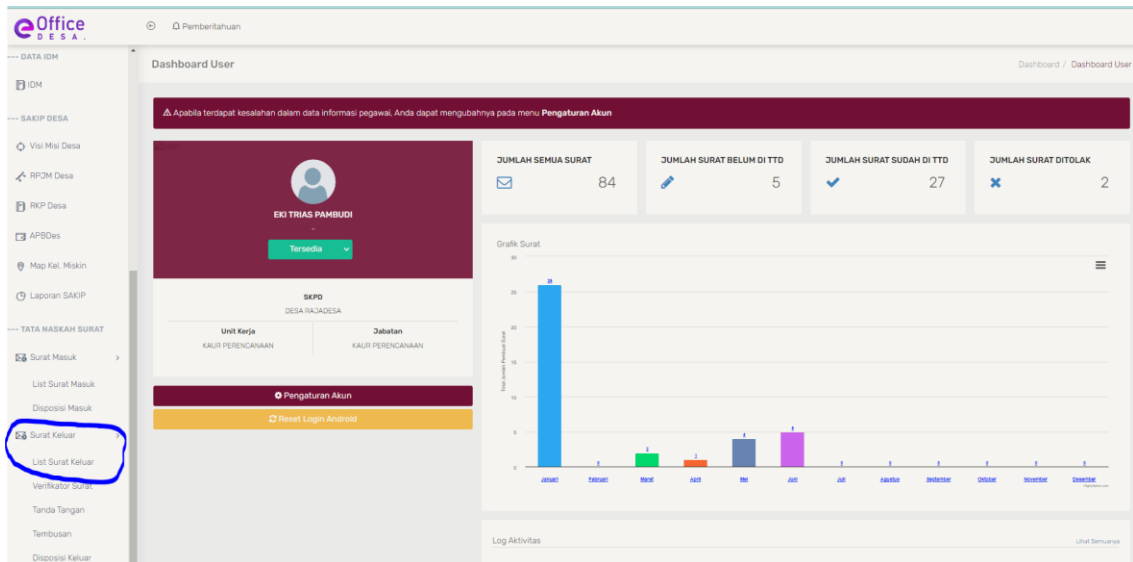 eOffice
DESA.
Pemberitahuan
--- DATA IDM
IDM
--- SAKIP DESA
Visi Misi Desa
RPJM Desa
RKP Desa
APBDes
Map Kel. Miskin
Laporan SAKIP
--- TATA NASKAH SURAT
Surat Masuk
List Surat Masuk
Disposisi Masuk
Surat Keluar
List Surat Keluar
Verifikator Surat
Tanda Tangan
Tembusan
Disposisi Keluar
Dashboard User
Dashboard / Dashboard User
Apabila terdapat kesalahan dalam data informasi pegawai, Anda dapat mengubahnya pada menu Pengaturan Akun
EKI TRIAS PAMBUDI
-
Tersedia
SKPD
DESA RAJADESA
Unit Kerja
KAUR PERENCANAAN
Jabatan
KAUR PERENCANAAN
Pengaturan Akun
Reset Login Android
JUMLAH SEMUA SURAT
84
JUMLAH SURAT BELUM DI TTD
5
JUMLAH SURAT SUDAH DI TTD
27
JUMLAH SURAT DITOLAK
2
Grafik Surat
30
25
20
15
10
5
0
Januari Februari Maret April Mei Juni Juli Agustus September Oktober November Desember
Log Aktivitas
Lihat Semuanya